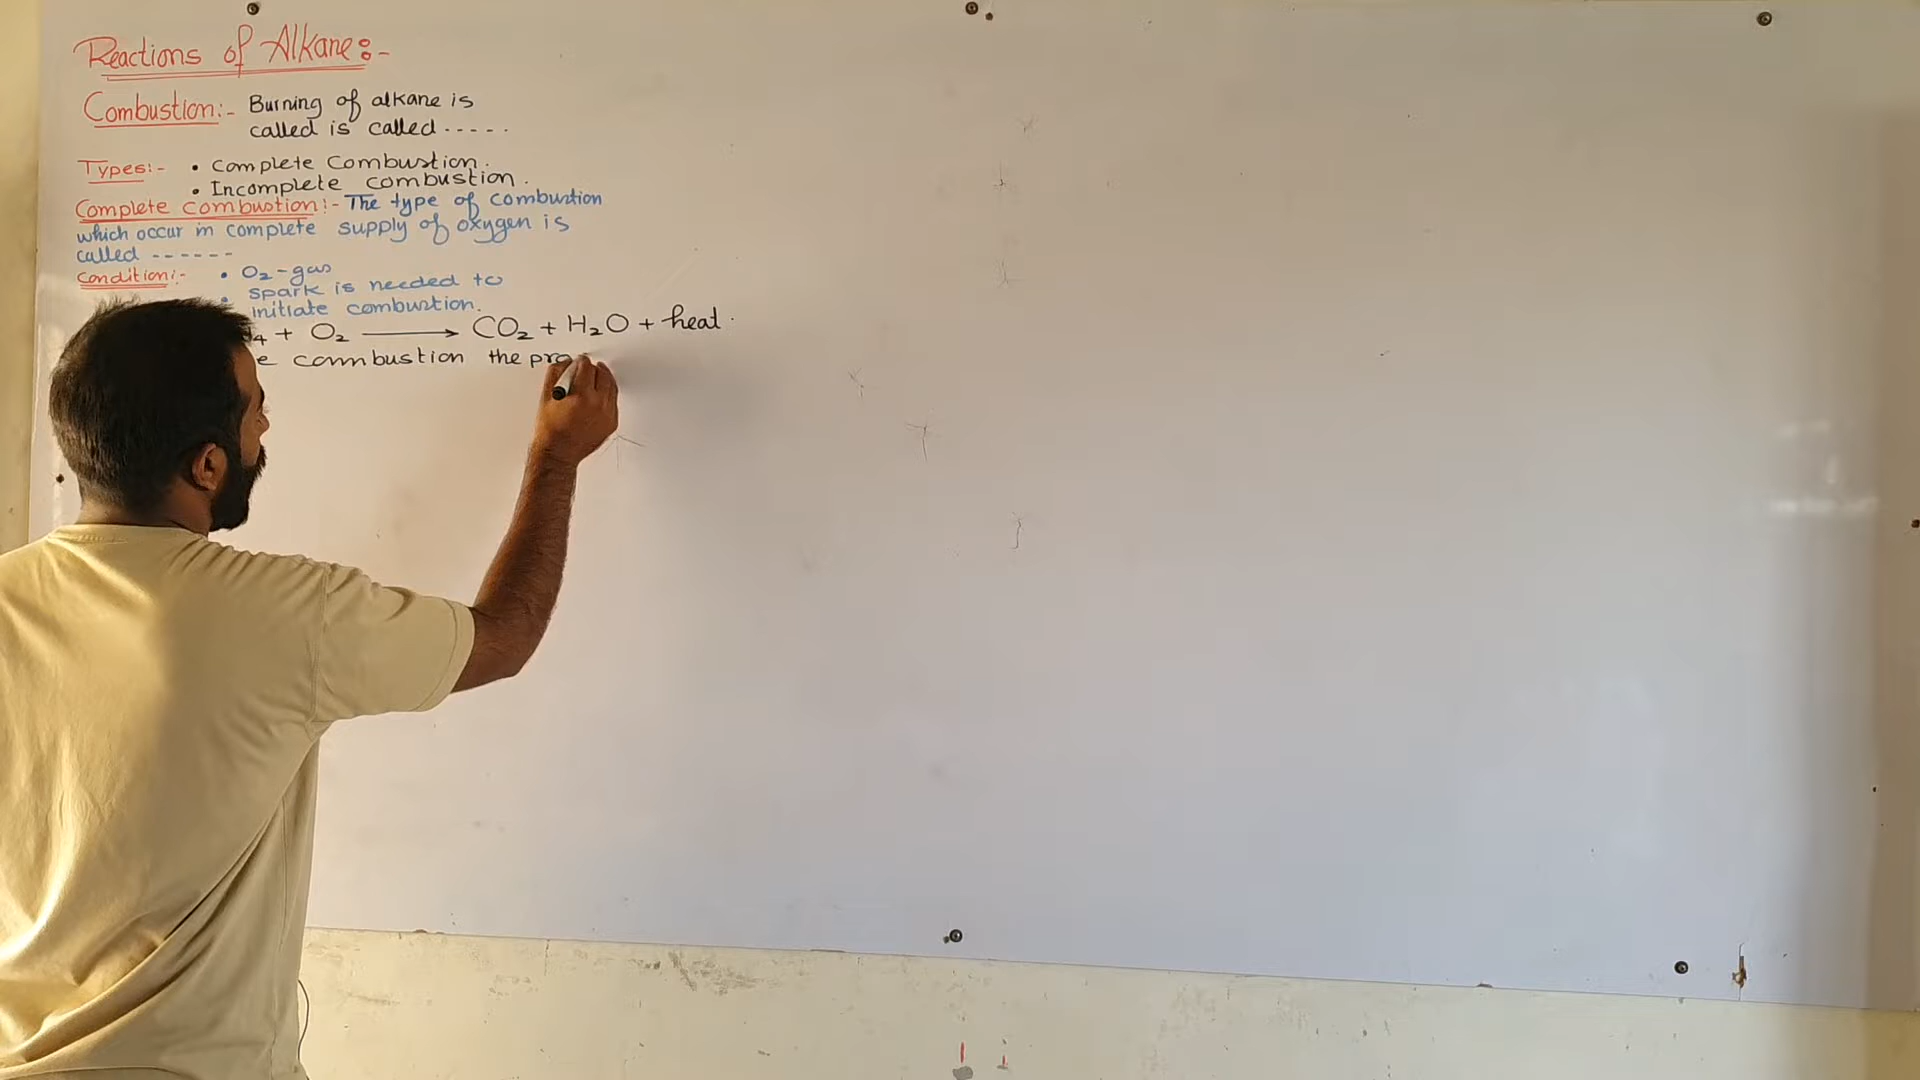 Reactions of Alkane:-
Combustion:- Burning of alkane is
called is called -----
Types:- • Complete Combustion.
• Incomplete combustion.
Complete combustion:- The type of combustion
which occur in complete supply of oxygen is
called ------
Condition:- • O₂-gas
• Spark is needed to
initiate combustion.
₄ + O₂ ⟶ CO₂ + H₂O + heat.
e combustion the pro